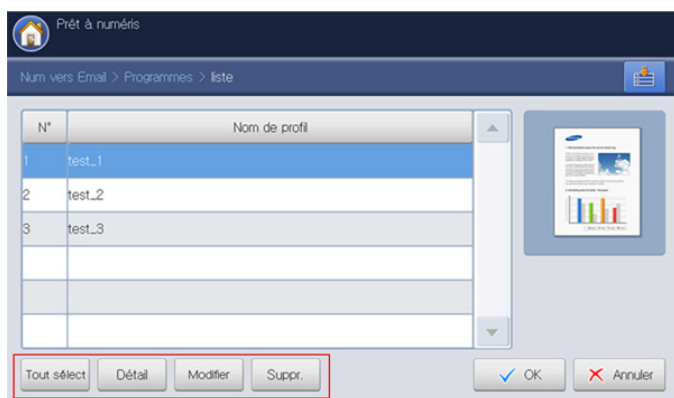 Prêt à numéris
Num vers Email > Programmes > liste
N° Nom de profil
1 test_1
2 test_2
3 test_3
Tout sélect Détail Modifier Suppr. OK Annuler